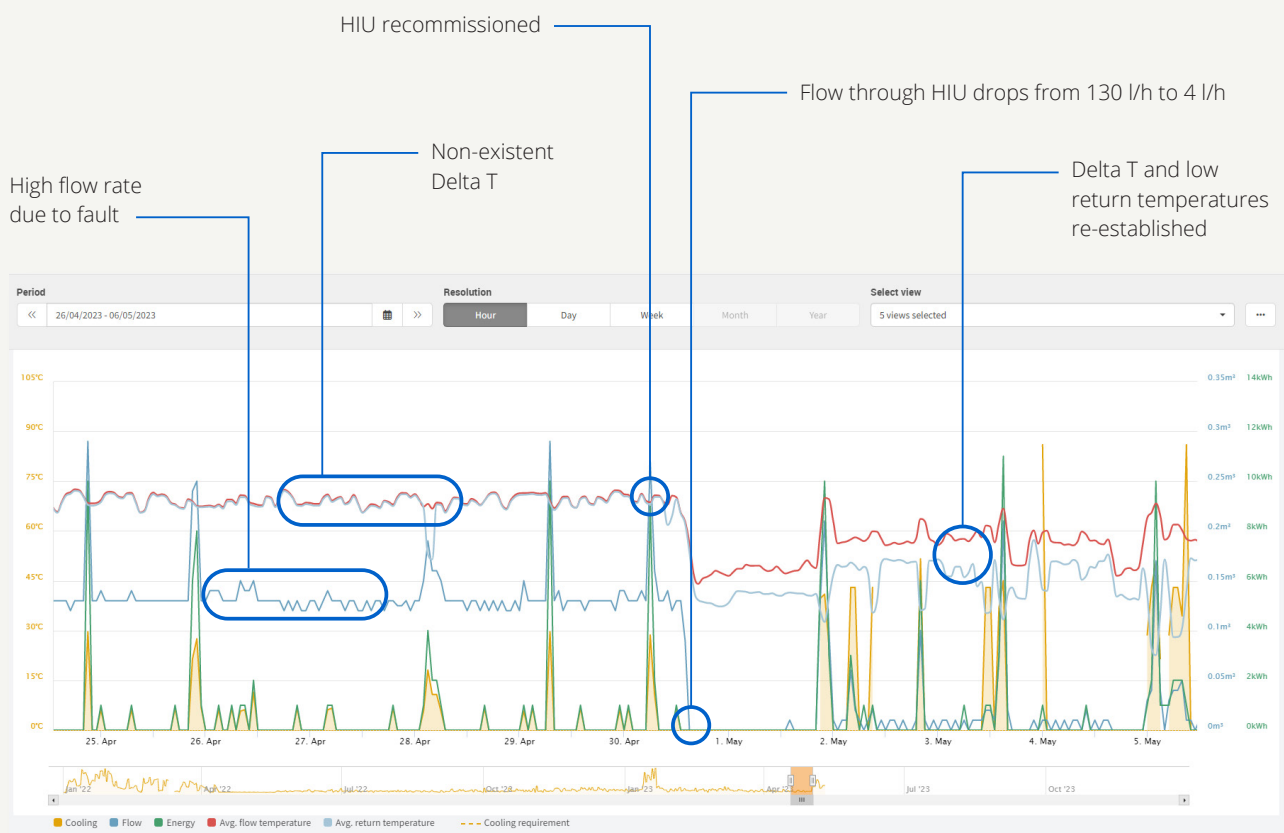 HIU recommissioned
Flow through HIU drops from 130 l/h to 4 l/h
Non-existent
Delta T
Delta T and low
return temperatures
re-established
High flow rate
due to fault
Period
Resolution
Select view
26/04/2023 - 06/05/2023
Hour Day Week Month Year
5 views selected
105°C 0.35m³ 14kWh
90°C 0.3m³ 12kWh
75°C 0.25m³ 10kWh
60°C 0.2m³ 8kWh
45°C 0.15m³ 6kWh
30°C 0.1m³ 4kWh
15°C 0.05m³ 2kWh
0°C 0m³ 0kWh
25. Apr 26. Apr 27. Apr 28. Apr 29. Apr 30. Apr 1. May 2. May 3. May 4. May 5. May
Jan '22 Apr '22 Jul '22 Oct '22 Jan '23 Apr '23 Jul '23 Oct '23
Cooling Flow Energy Avg. flow temperature Avg. return temperature Cooling requirement